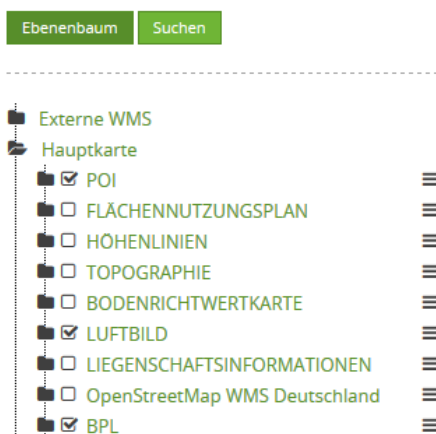 Ebenenbaum Suchen
Externe WMS
Hauptkarte
POI
FLÄCHENNUTZUNGSPLAN
HÖHENLINIEN
TOPOGRAPHIE
BODENRICHTWERTKARTE
LUFTBILD
LIEGENSCHAFTSINFORMATIONEN
OpenStreetMap WMS Deutschland
BPL